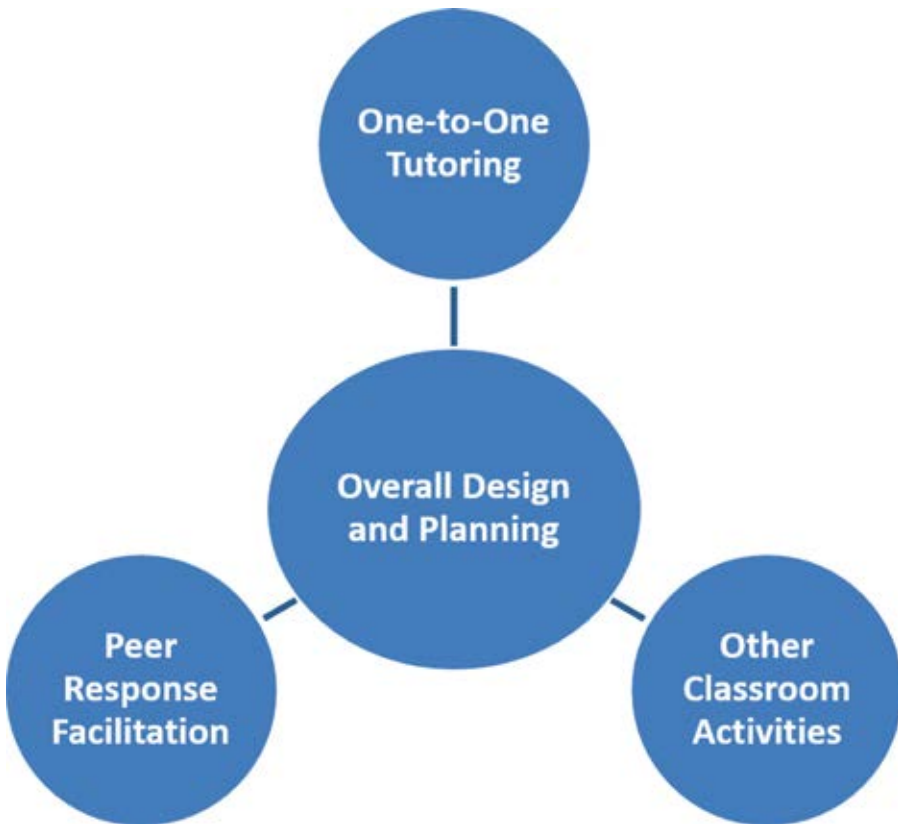 One-to-One
Tutoring
Overall Design
and Planning
Peer
Response
Facilitation
Other
Classroom
Activities